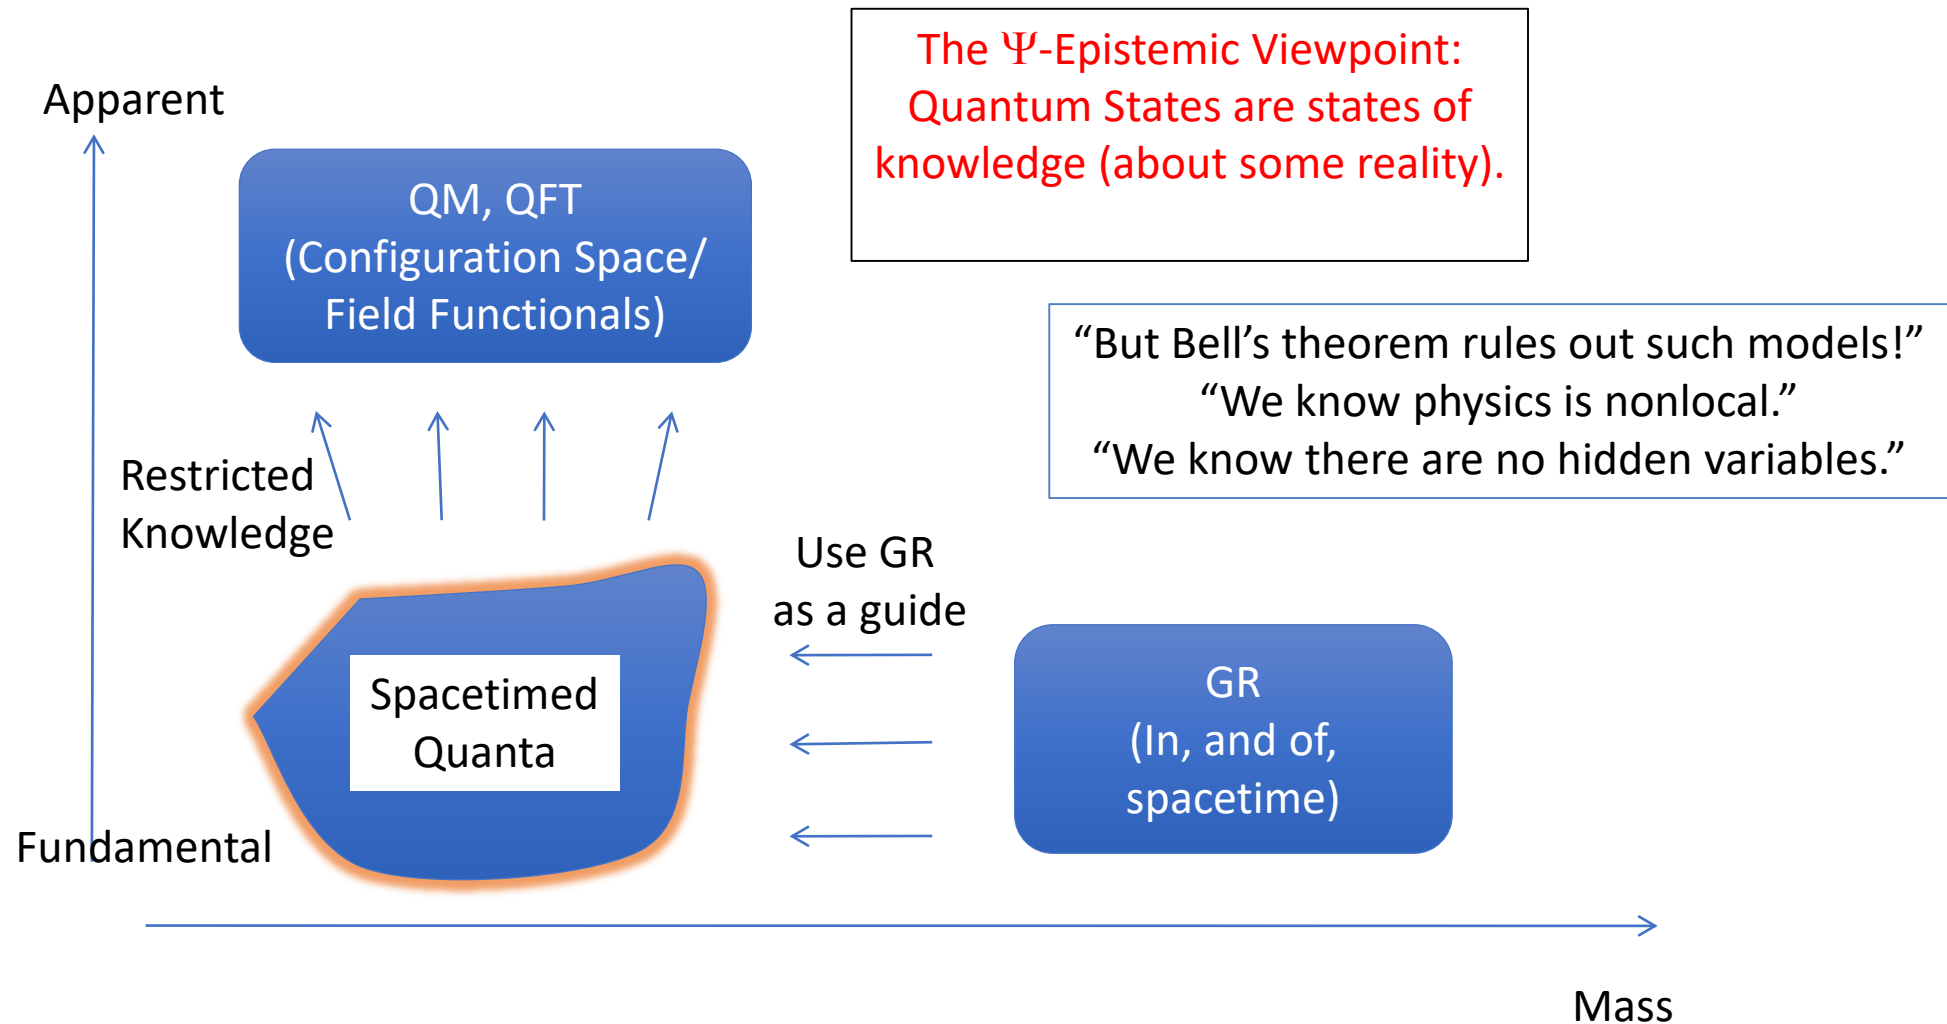 The Ψ-Epistemic Viewpoint:
Quantum States are states of
knowledge (about some reality).
Apparent
QM, QFT
(Configuration Space/
Field Functionals)
“But Bell’s theorem rules out such models!”
“We know physics is nonlocal.”
“We know there are no hidden variables.”
Restricted
Knowledge
Use GR
as a guide
Spacetimed
Quanta
GR
(In, and of,
spacetime)
Fundamental
Mass